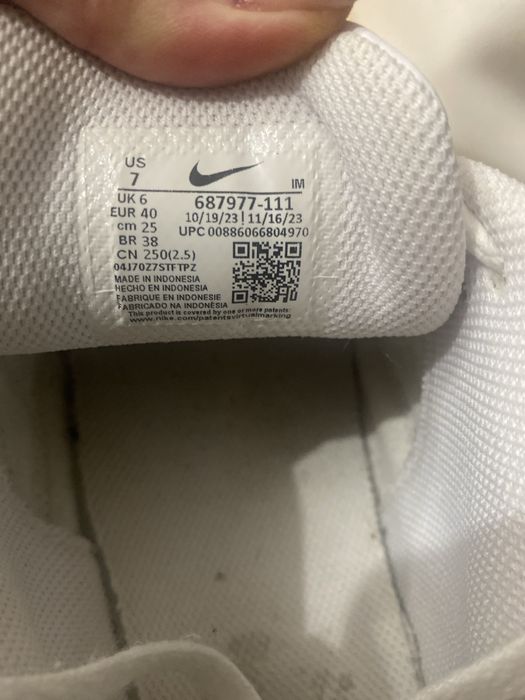 US
7
IM
UK 6
687977-111
EUR 40
10/19/23 | 11/16/23
cm 25
UPC 00886066804970
BR 38
CN 250(2.5)
04J70Z7STFTPZ
MADE IN INDONESIA
HECHO EN INDONESIA
FABRIQUE EN INDONESIE
FABRICADO NA INDONÉSIA
This product is covered by one or more patents:
www.nike.com/patentsvirtualmarking